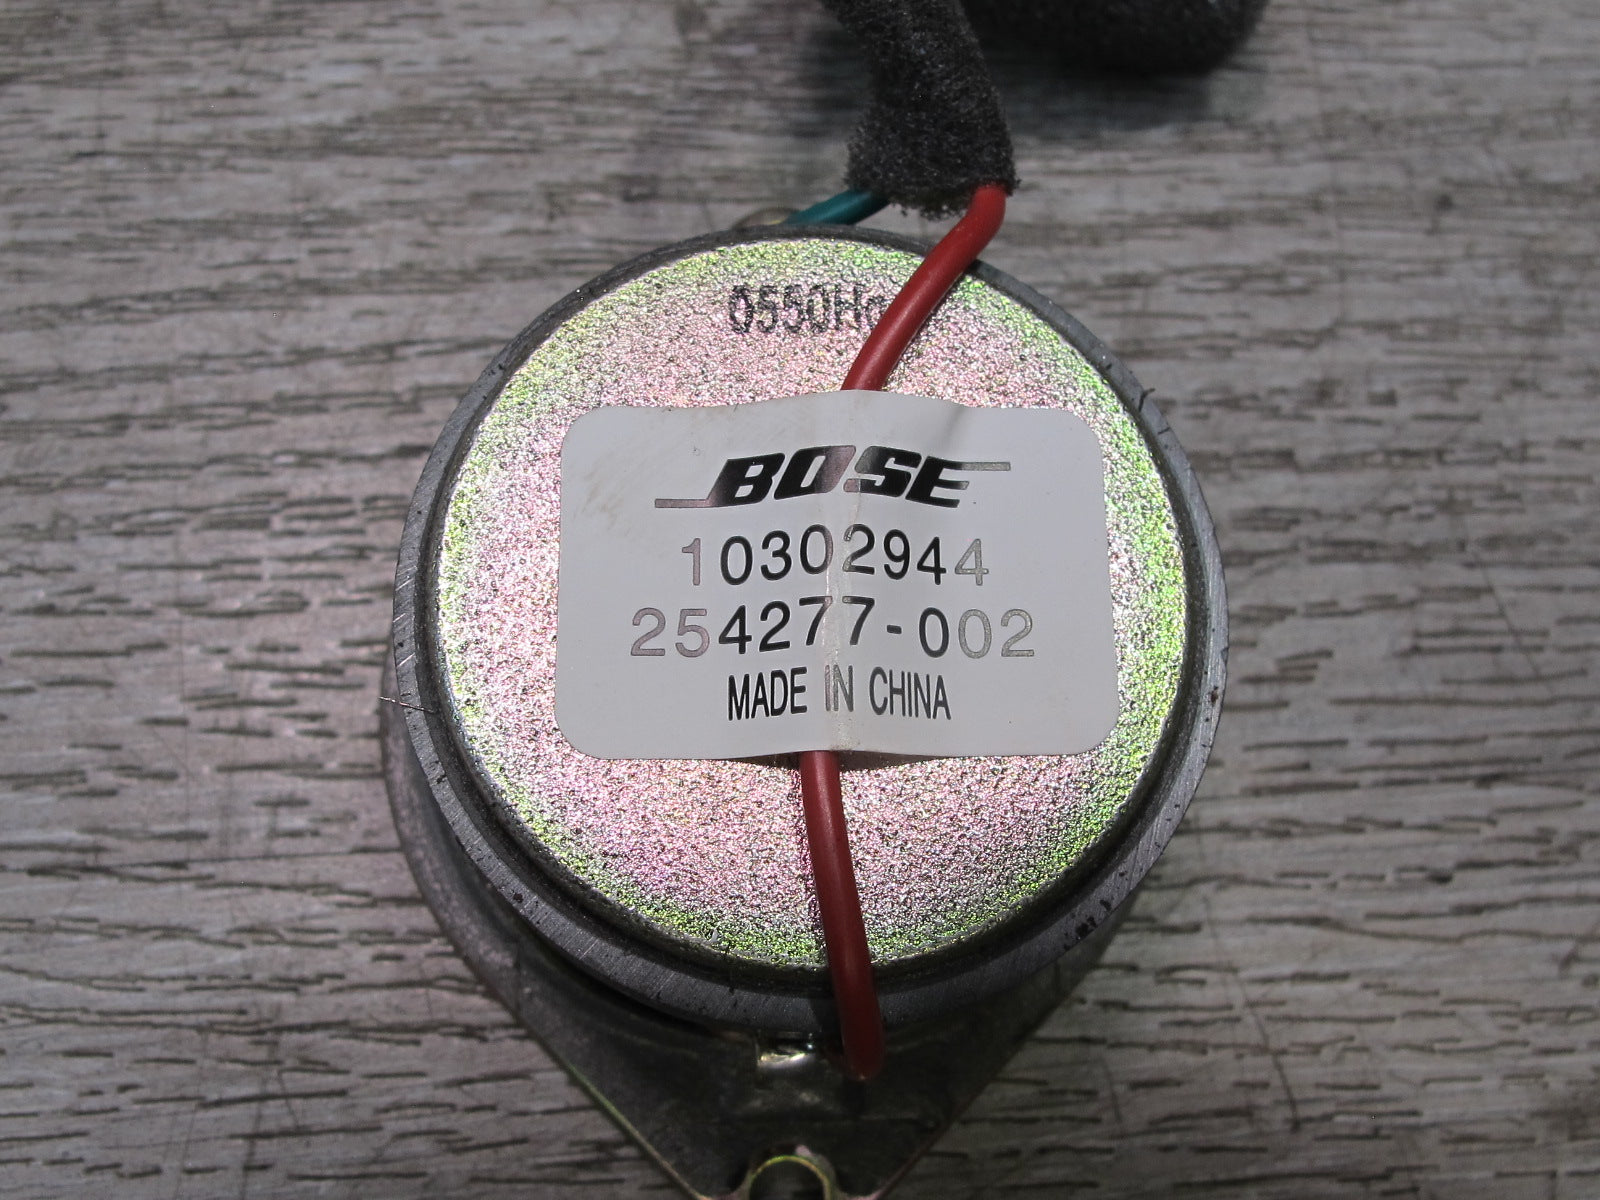 0550H
BOSE
10302944
254277-002
MADE IN CHINA